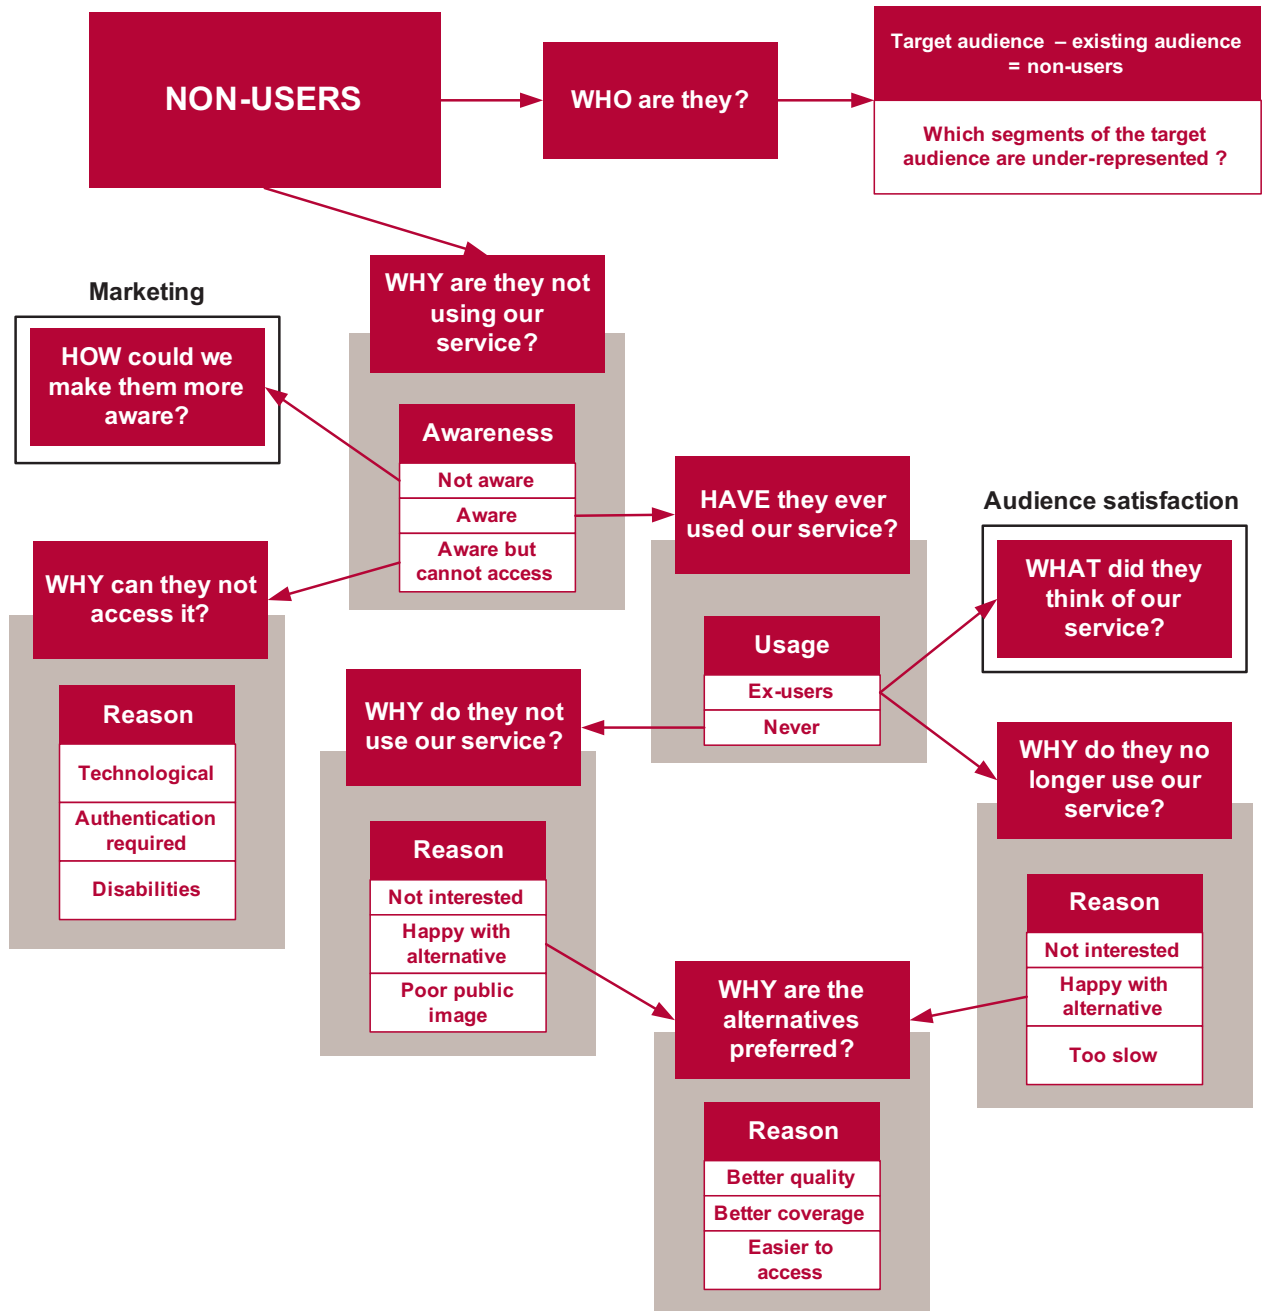 NON-USERS
WHO are they?
Target audience – existing audience
= non-users
Which segments of the target
audience are under-represented ?
WHY are they not
using our
service?
Marketing
HOW could we
make them more
aware?
Awareness
Not aware
Aware
Aware but
cannot access
HAVE they ever
used our service?
Audience satisfaction
WHAT did they
think of our
service?
WHY can they not
access it?
Usage
Ex-users
Never
Reason
Technological
Authentication
required
Disabilities
WHY do they not
use our service?
WHY do they no
longer use our
service?
Reason
Not interested
Happy with
alternative
Poor public
image
Reason
Not interested
Happy with
alternative
Too slow
WHY are the
alternatives
preferred?
Reason
Better quality
Better coverage
Easier to
access